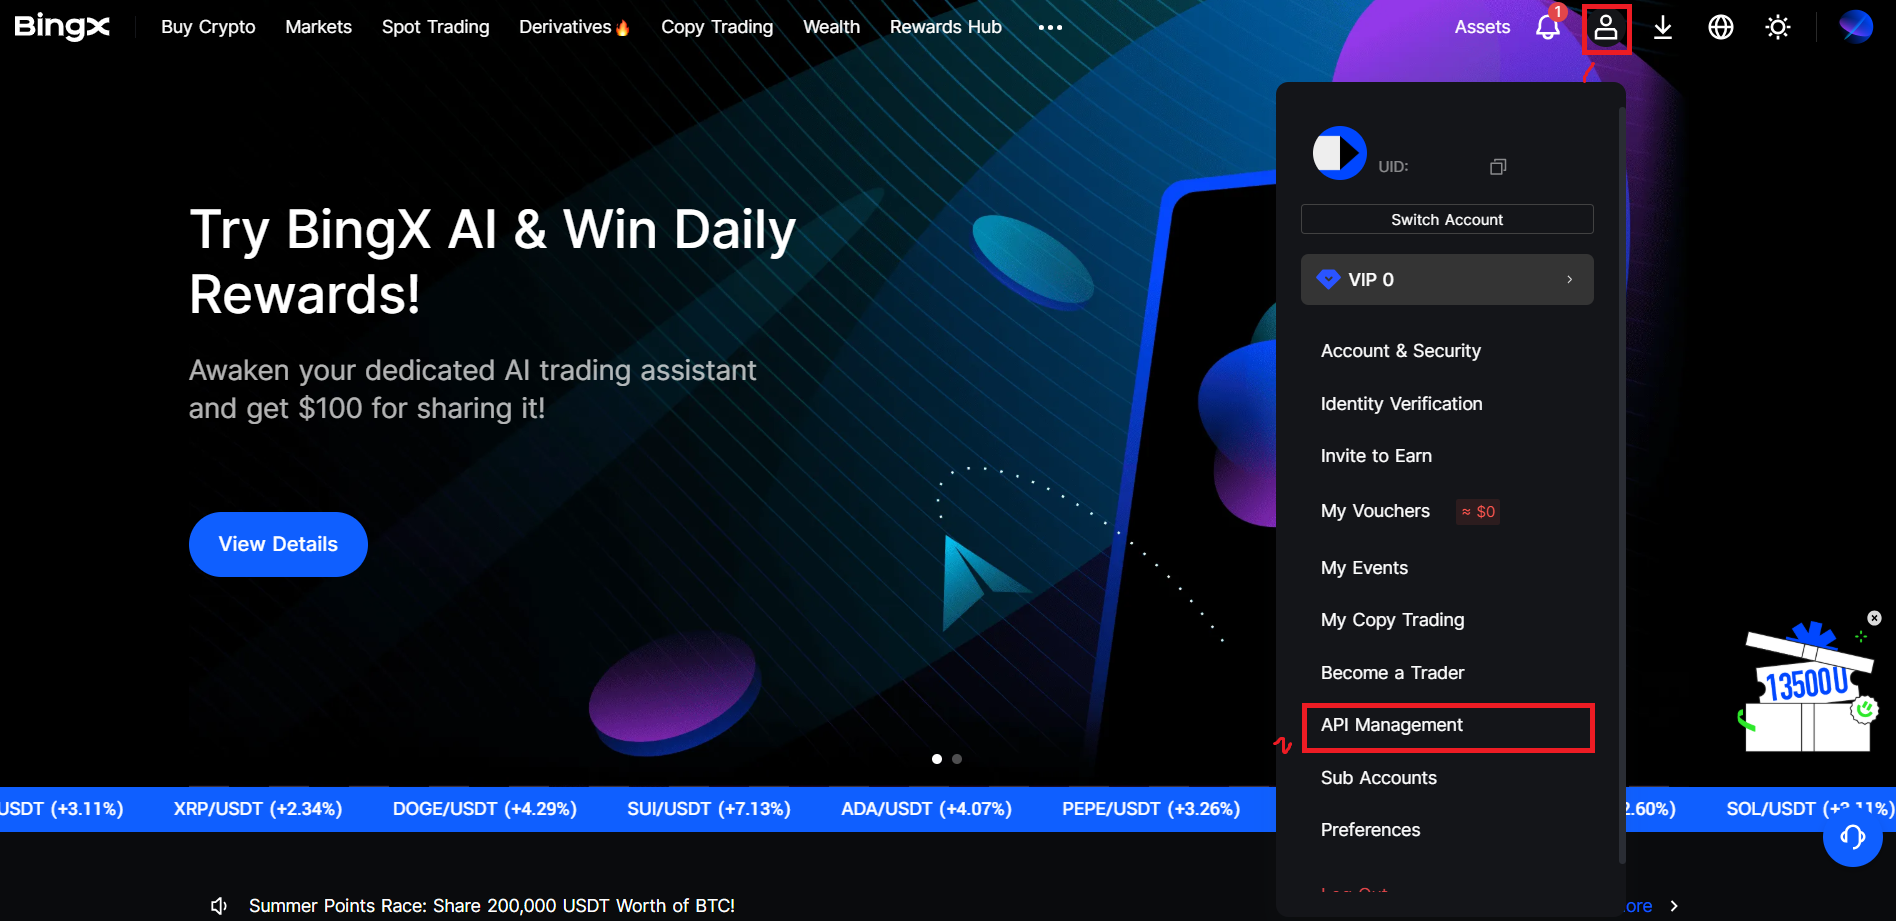 BingX
Buy Crypto Markets Spot Trading Derivatives Copy Trading Wealth Rewards Hub
Assets
1
UID:
Switch Account
VIP 0
Account & Security
Identity Verification
Invite to Earn
My Vouchers ≈ $0
My Events
My Copy Trading
Become a Trader
API Management
Sub Accounts
Preferences
Log Out
1
2
Try BingX AI & Win Daily
Rewards!
Awaken your dedicated AI trading assistant
and get $100 for sharing it!
View Details
13500U
USDT (+3.11%) XRP/USDT (+2.34%) DOGE/USDT (+4.29%) SUI/USDT (+7.13%) ADA/USDT (+4.07%) PEPE/USDT (+3.26%) 2.60%) SOL/USDT
Summer Points Race: Share 200,000 USDT Worth of BTC!
ore